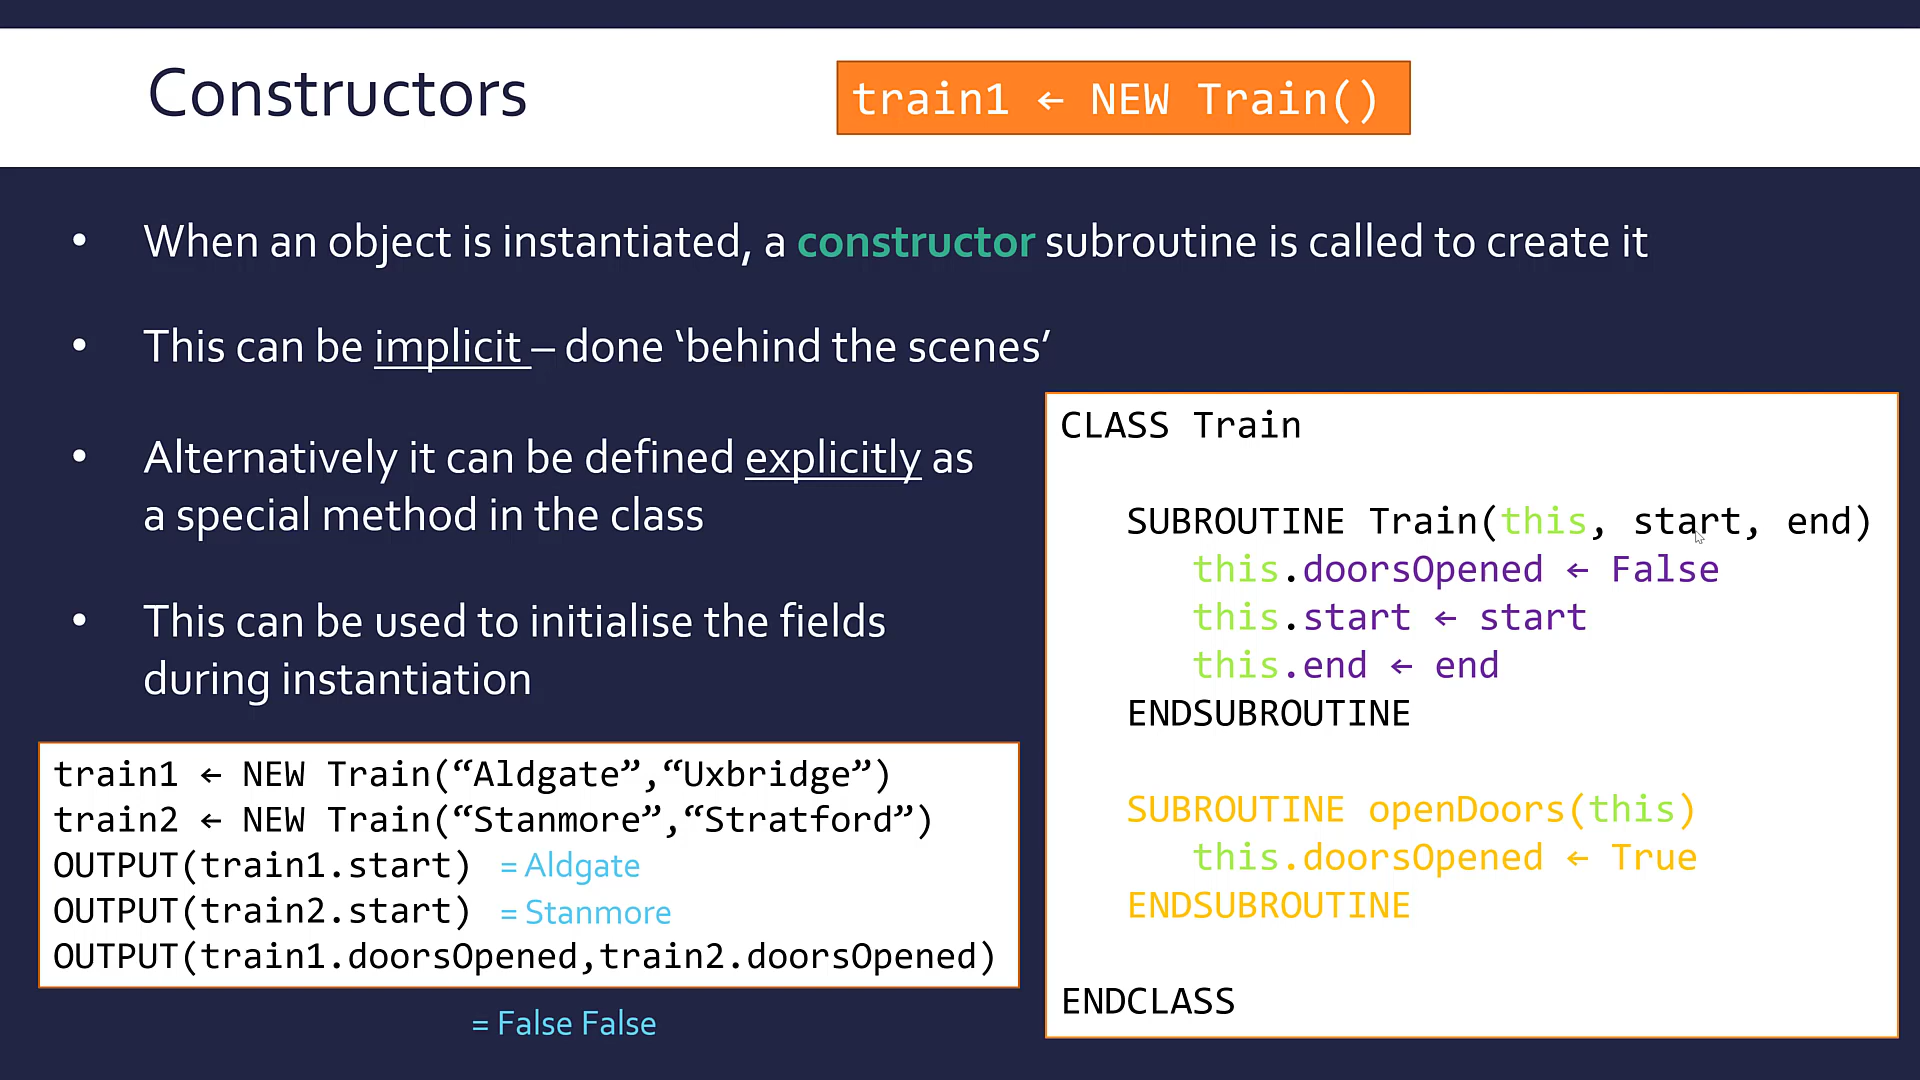 Constructors
train1 ← NEW Train()
• When an object is instantiated, a constructor subroutine is called to create it
• This can be implicit – done ‘behind the scenes’
• Alternatively it can be defined explicitly as
a special method in the class
• This can be used to initialise the fields
during instantiation
train1 ← NEW Train(“Aldgate”,“Uxbridge”)
train2 ← NEW Train(“Stanmore”,“Stratford”)
OUTPUT(train1.start) = Aldgate
OUTPUT(train2.start) = Stanmore
OUTPUT(train1.doorsOpened,train2.doorsOpened)
= False False
CLASS Train
SUBROUTINE Train(this, start, end)
this.doorsOpened ← False
this.start ← start
this.end ← end
ENDSUBROUTINE
SUBROUTINE openDoors(this)
this.doorsOpened ← True
ENDSUBROUTINE
ENDCLASS